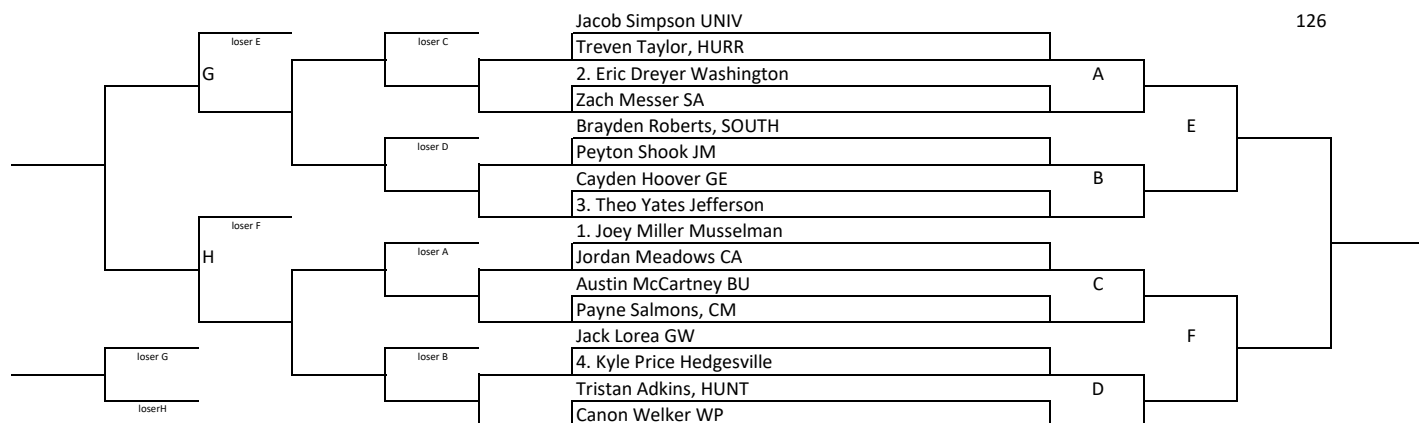 Jacob Simpson UNIV 126
loser E loser C
Treven Taylor, HURR
G 2. Eric Dreyer Washington A
Zach Messer SA
Brayden Roberts, SOUTH E
loser D Peyton Shook JM
Cayden Hoover GE B
3. Theo Yates Jefferson
loser F 1. Joey Miller Musselman
H loser A Jordan Meadows CA
Austin McCartney BU C
Payne Salmons, CM
Jack Lorea GW F
loser G loser B 4. Kyle Price Hedgesville
Tristan Adkins, HUNT D
loserH Canon Welker WP